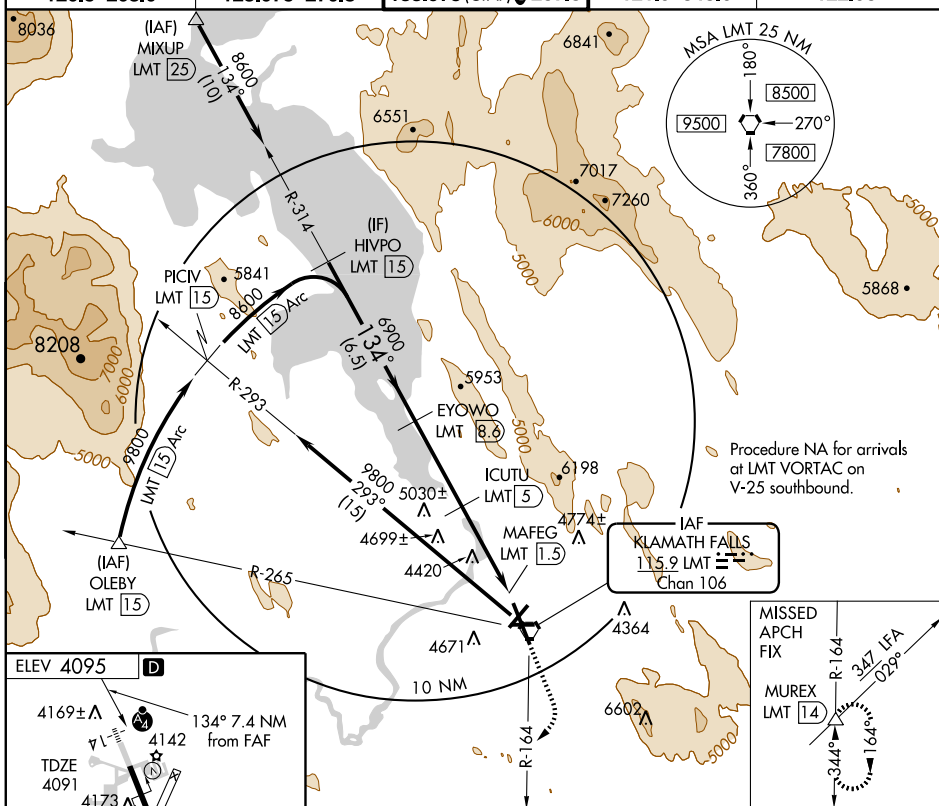 8036
(IAF)
MIXUP
LMT 25
8600
134°
(10)
6841
MSA LMT 25 NM
180°
8500
9500
270°
7800
360°
6551
7017
7260
6000
5000
5000
R-314
(IF)
HIVPO
LMT 15
PICIV
LMT 15
5841
8600
LMT 15 Arc
5868
8208
7000
6000
5000
6900
134°
(6.5)
R-293
5953
5000
EYOWO
LMT 8.6
9800
LMT 15 Arc
9800
293°
(15)
5030±
ICUTU
LMT 5
6198
Procedure NA for arrivals
at LMT VORTAC on
V-25 southbound.
4699±
4774±
MAFEG
LMT 1.5
4420
IAF
KLAMATH FALLS
115.9 LMT
Chan 106
(IAF)
OLEBY
LMT 15
R-265
4671
4364
10 NM
R-164
6602
5000
MISSED
APCH
FIX
R-164
347 LFA
029°
MUREX
LMT 14
344°
164°
ELEV 4095 D
4169±
A4
134° 7.4 NM
from FAF
14
4142
N
TDZE
4091
4173